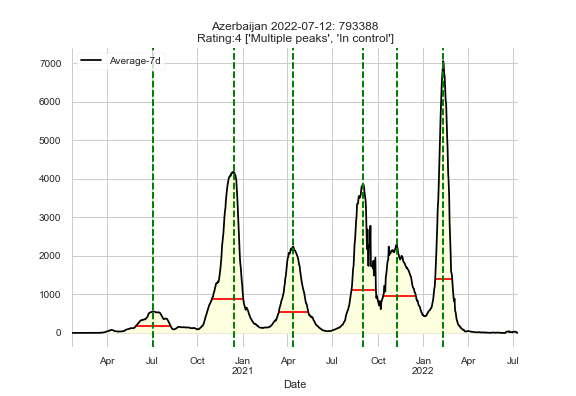 Azerbaijan 2022-07-12: 793388
Rating:4 ['Multiple peaks', 'In control']
Average-7d
7000
6000
5000
4000
3000
2000
1000
0
Apr Jul Oct Jan Apr Jul Oct Jan Apr Jul
2021 2022
Date